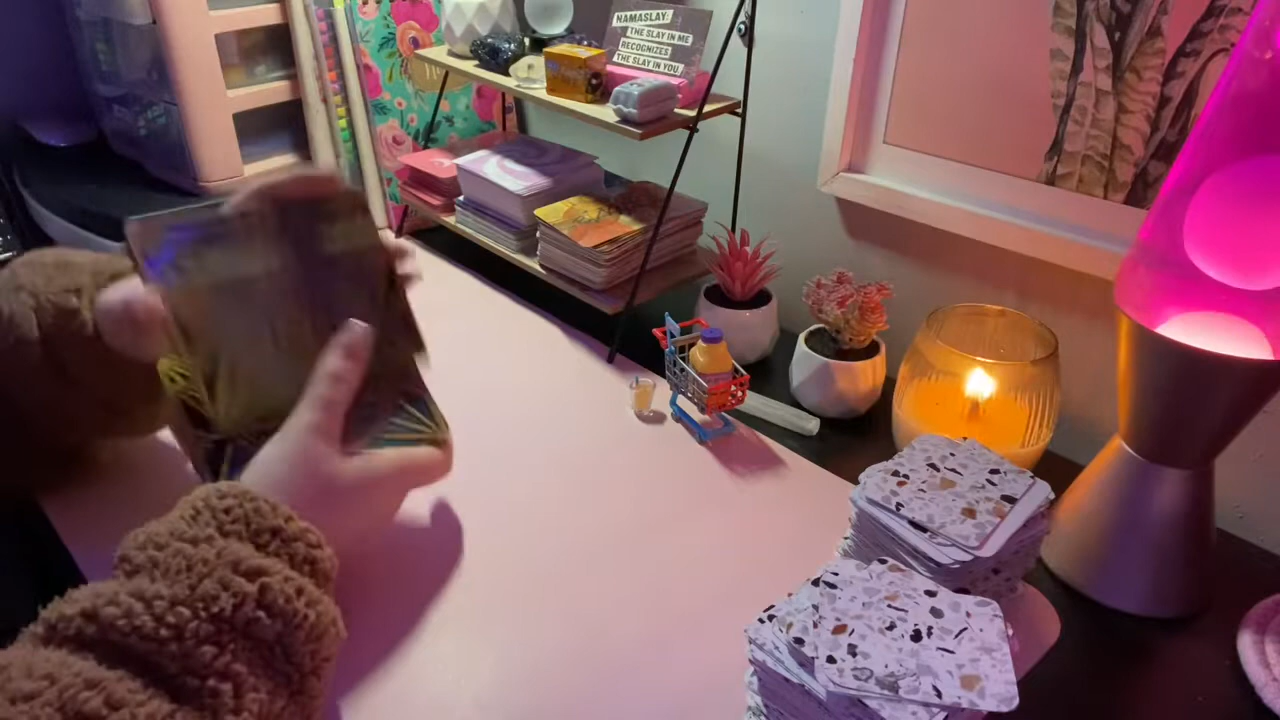 NAMASLAY:
THE SLAY IN ME
RECOGNIZES
THE SLAY IN YOU.